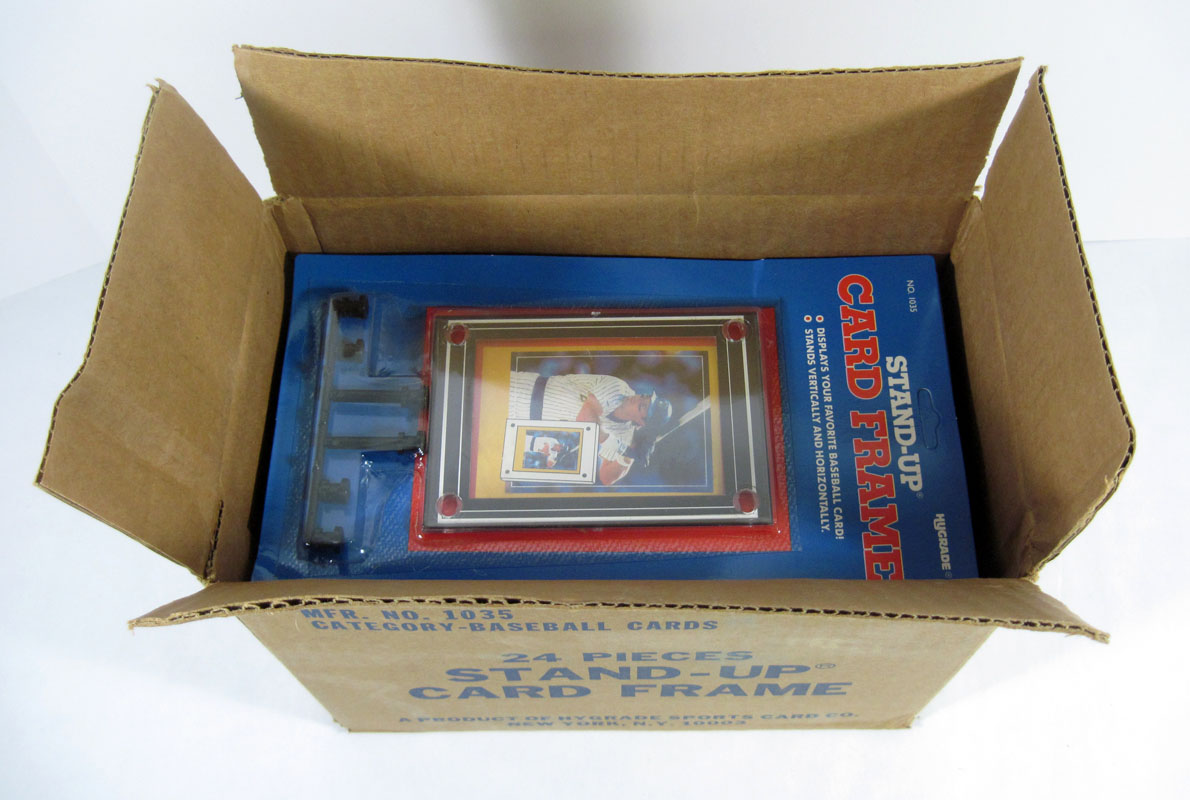 NO. 1035
STAND-UP®
CARD FRAME
DISPLAYS YOUR FAVORITE BASEBALL CARD!
STANDS VERTICALLY AND HORIZONTALLY.
HYGRADE®
MFR. NO. 1035
CATEGORY-BASEBALL CARDS
24 PIECES
STAND-UP®
CARD FRAME
A PRODUCT OF HYGRADE SPORTS CARD CO.
NEW YORK, N.Y. 10003